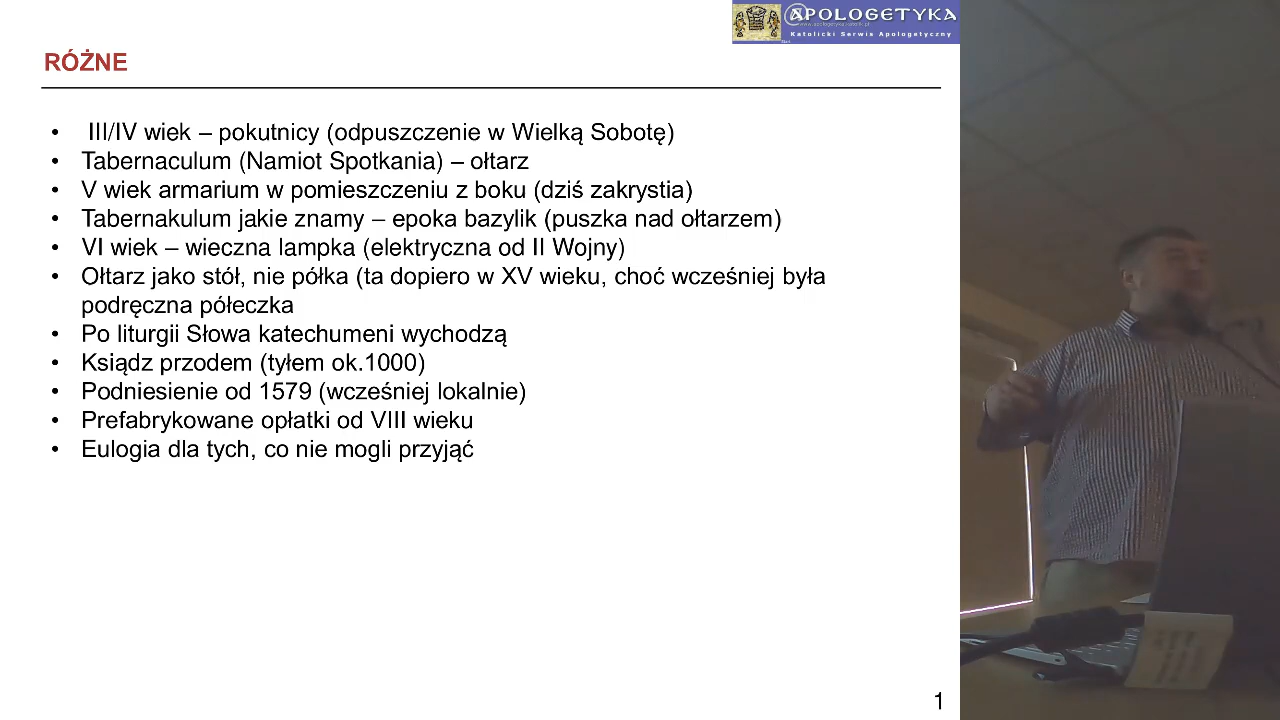 APOLOGETYKA
www.apologetyka.katolik.pl
Katolicki Serwis Apologetyczny
RÓŻNE
• III/IV wiek – pokutnicy (odpuszczenie w Wielką Sobotę)
• Tabernaculum (Namiot Spotkania) – ołtarz
• V wiek armarium w pomieszczeniu z boku (dziś zakrystia)
• Tabernakulum jakie znamy – epoka bazylik (puszka nad ołtarzem)
• VI wiek – wieczna lampka (elektryczna od II Wojny)
• Ołtarz jako stół, nie półka (ta dopiero w XV wieku, choć wcześniej była
podręczna półeczka
• Po liturgii Słowa katechumeni wychodzą
• Ksiądz przodem (tyłem ok.1000)
• Podniesienie od 1579 (wcześniej lokalnie)
• Prefabrykowane opłatki od VIII wieku
• Eulogia dla tych, co nie mogli przyjąć
1